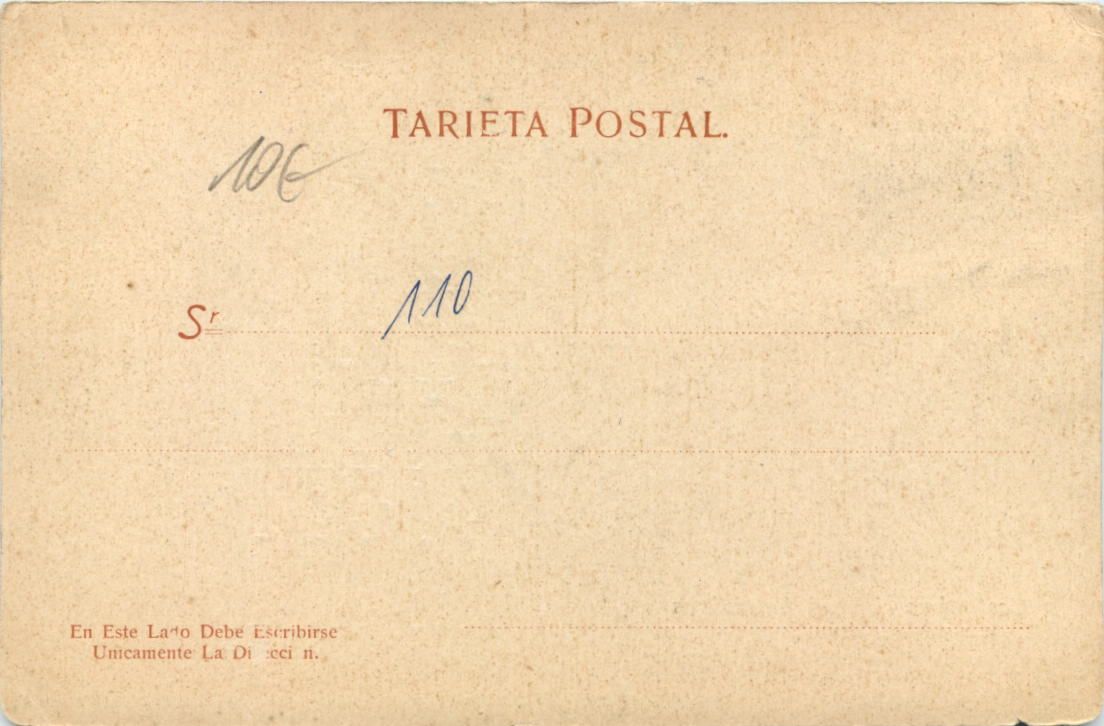 TARIETA POSTAL.
10€
Sr 110
En Este Lado Debe Escribirse
Unicamente La